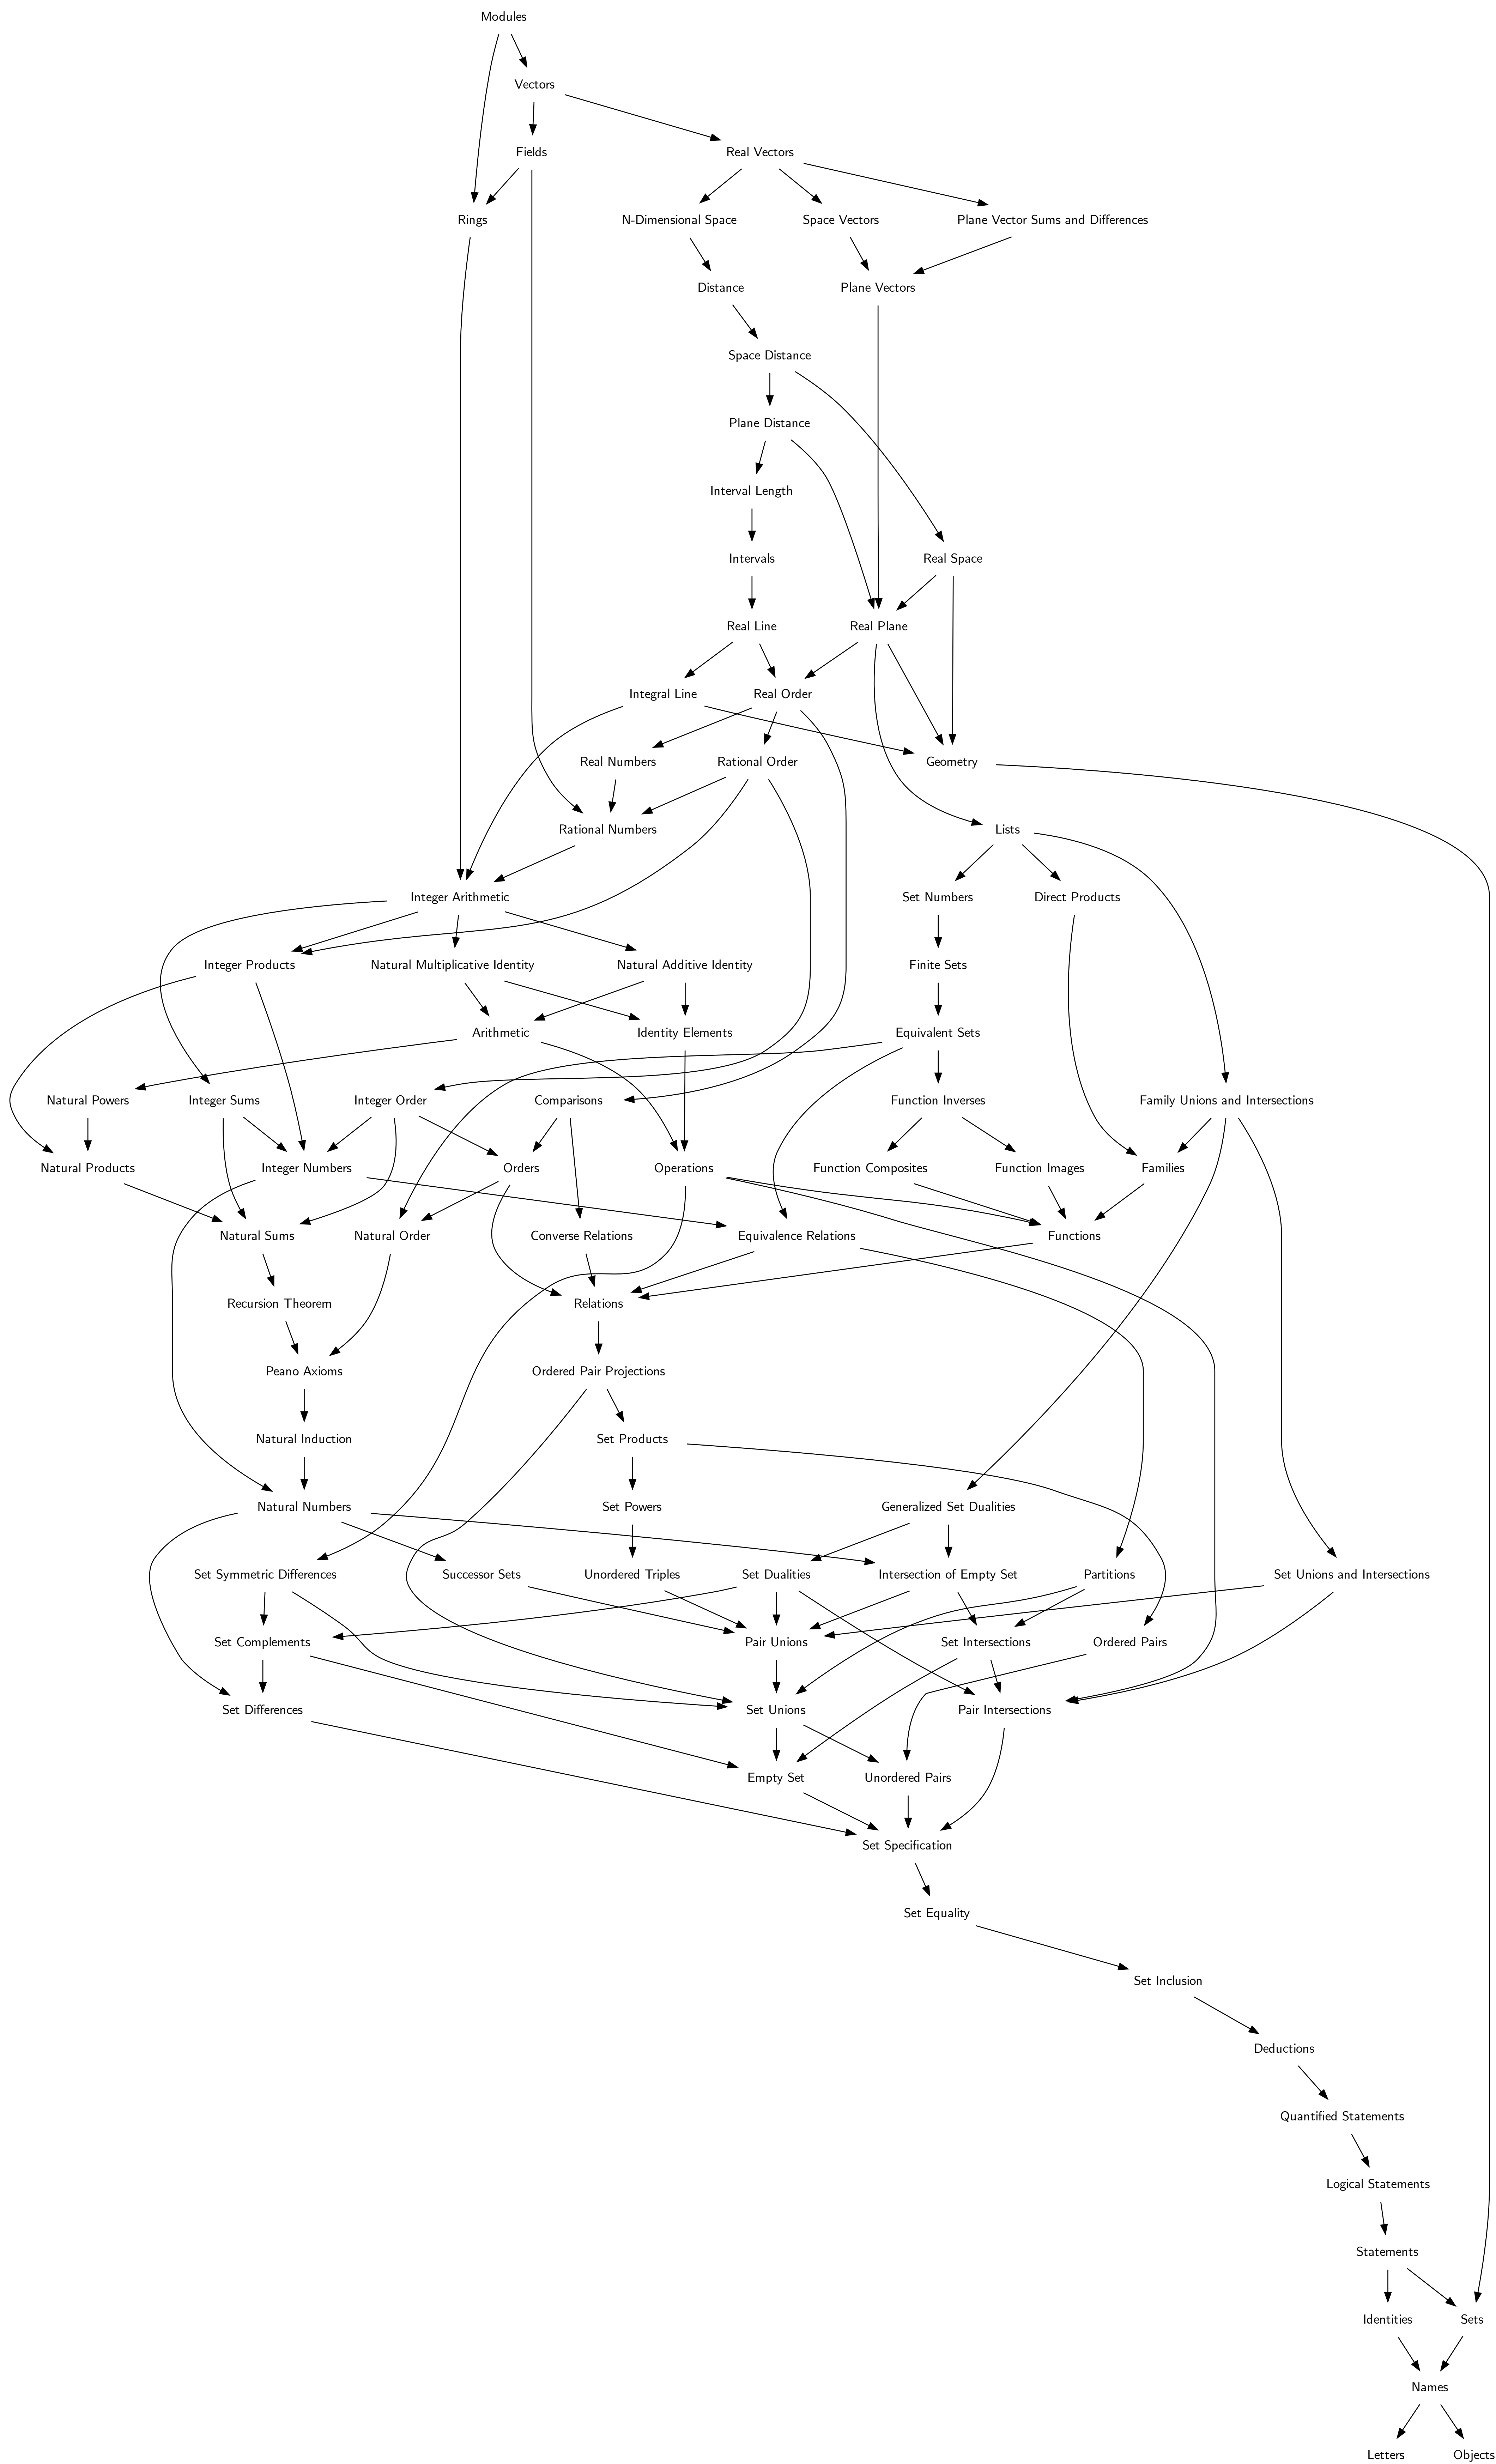 Modules
Vectors
Fields
Real Vectors
Rings
N-Dimensional Space
Space Vectors
Plane Vector Sums and Differences
Distance
Plane Vectors
Space Distance
Plane Distance
Interval Length
Intervals
Real Space
Real Line
Real Plane
Integral Line
Real Order
Real Numbers
Rational Order
Geometry
Rational Numbers
Lists
Integer Arithmetic
Set Numbers
Direct Products
Integer Products
Natural Multiplicative Identity
Natural Additive Identity
Finite Sets
Arithmetic
Identity Elements
Equivalent Sets
Natural Powers
Integer Sums
Integer Order
Comparisons
Function Inverses
Family Unions and Intersections
Natural Products
Integer Numbers
Orders
Operations
Function Composites
Function Images
Families
Natural Sums
Natural Order
Converse Relations
Equivalence Relations
Functions
Recursion Theorem
Relations
Peano Axioms
Ordered Pair Projections
Natural Induction
Set Products
Natural Numbers
Set Powers
Generalized Set Dualities
Set Symmetric Differences
Successor Sets
Unordered Triples
Set Dualities
Intersection of Empty Set
Partitions
Set Unions and Intersections
Set Complements
Pair Unions
Set Intersections
Ordered Pairs
Set Differences
Set Unions
Pair Intersections
Empty Set
Unordered Pairs
Set Specification
Set Equality
Set Inclusion
Deductions
Quantified Statements
Logical Statements
Statements
Identities
Sets
Names
Letters
Objects